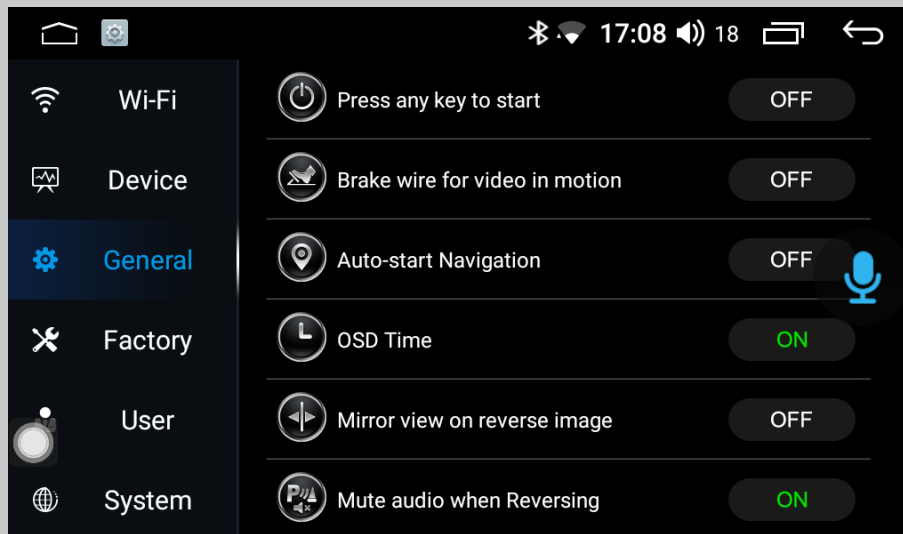 17:08 18
Wi-Fi
Device
General
Factory
User
System
Press any key to start OFF
Brake wire for video in motion OFF
Auto-start Navigation OFF
OSD Time ON
Mirror view on reverse image OFF
Mute audio when Reversing ON